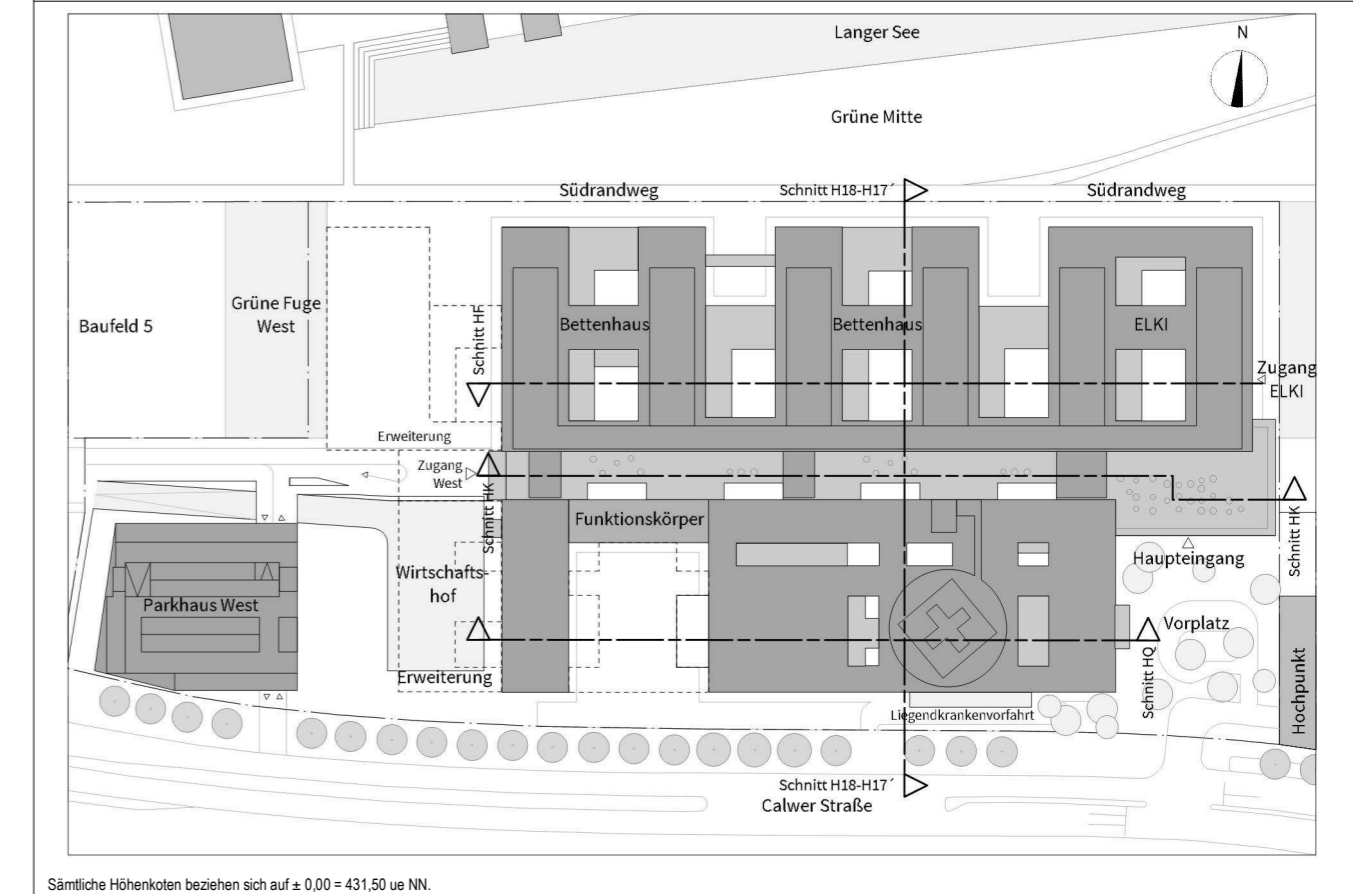 Langer See
N
Grüne Mitte
Südrandweg
Schnitt H18-H17´
Südrandweg
Grüne Fuge
West
Baufeld 5
Schnitt HF
Bettenhaus
Bettenhaus
ELKI
Zugang
ELKI
Erweiterung
Zugang
West
Schnitt HK
Funktionskörper
Haupteingang
Schnitt HK
Wirtschafts-
hof
Parkhaus West
Vorplatz
Schnitt HQ
Hochpunkt
Erweiterung
Liegendkrankenvorfahrt
Schnitt H18-H17´
Calwer Straße
Sämtliche Höhenkoten beziehen sich auf ± 0,00 = 431,50 ue NN.